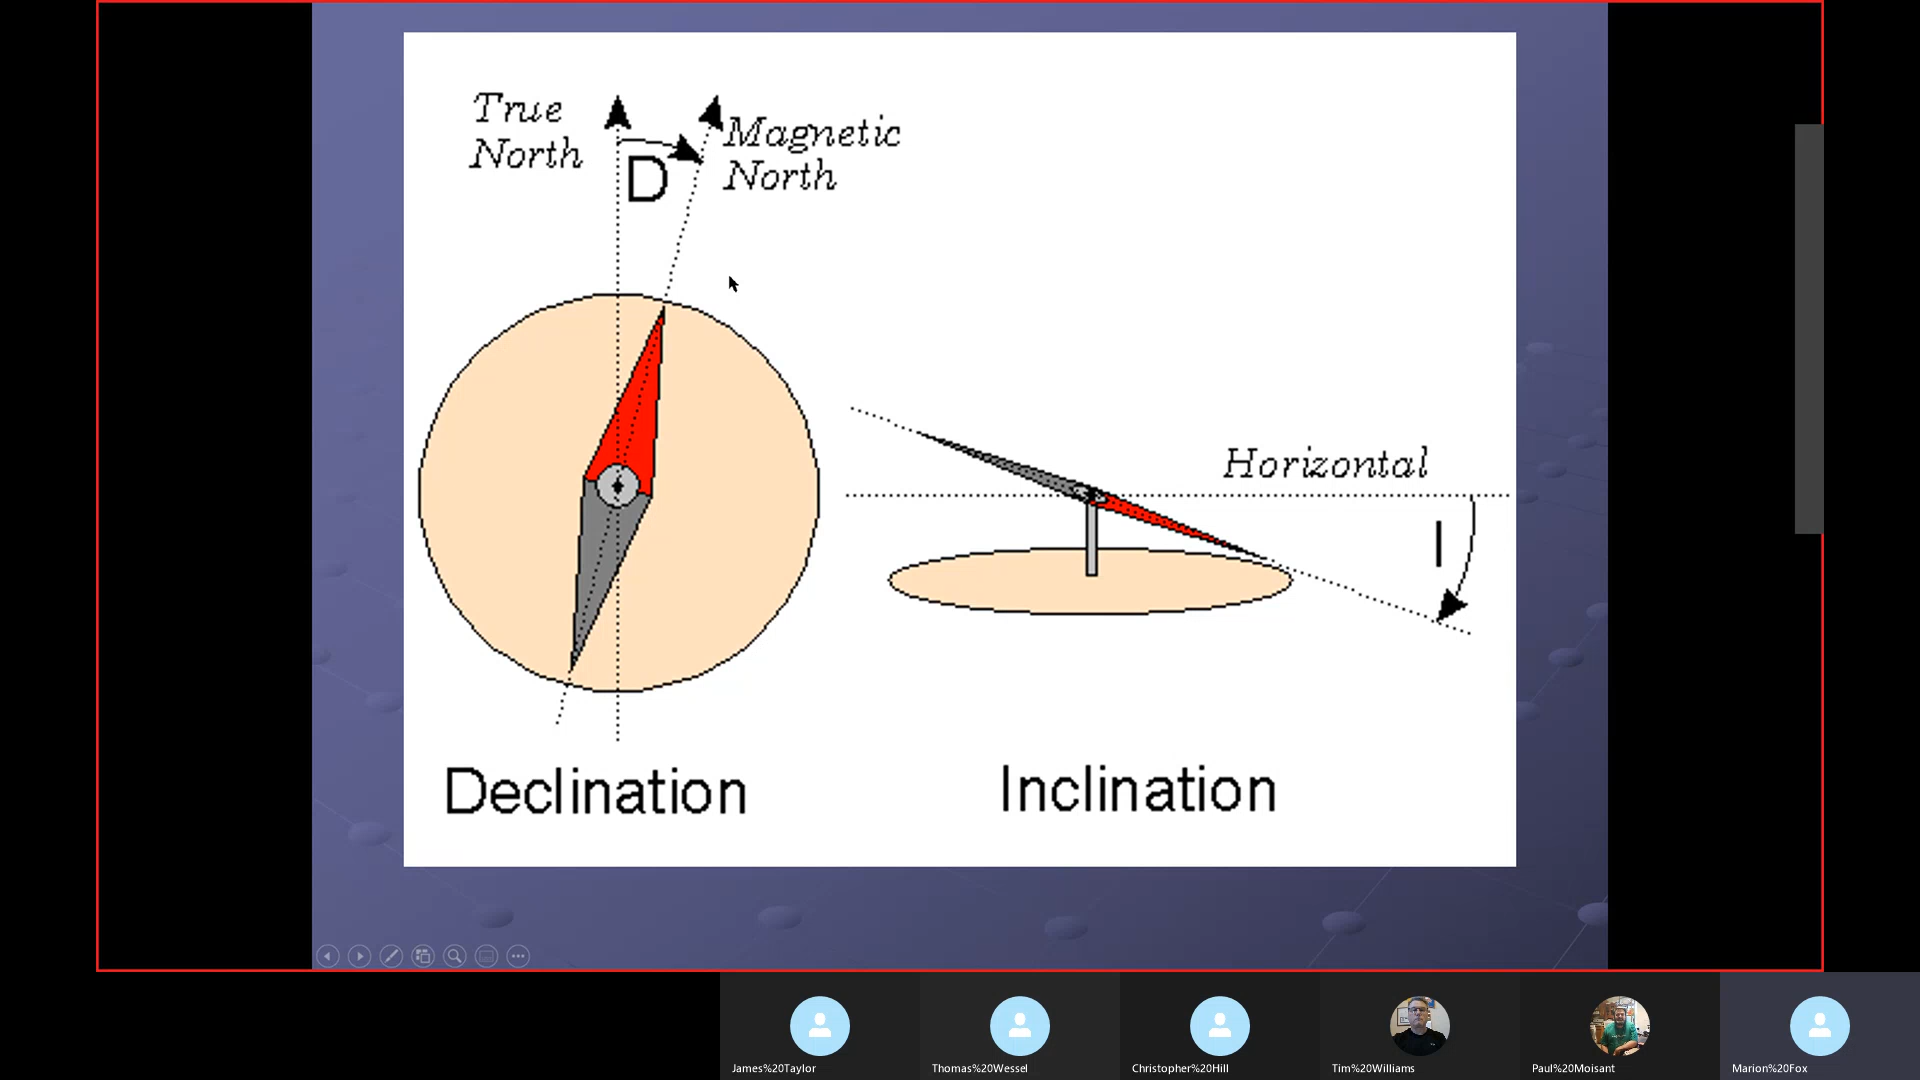 True
North
Magnetic
North
D
Horizontal
I
Declination
Inclination
James%20Taylor
Thomas%20Wessel
Christopher%20Hill
Tim%20Williams
Paul%20Moisant
Marion%20Fox